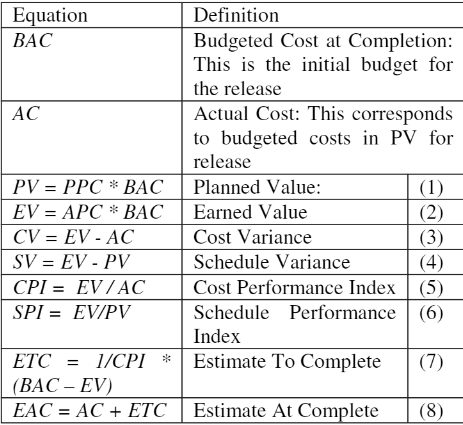 Equation Definition
BAC Budgeted Cost at Completion:
This is the initial budget for
the release
AC Actual Cost: This corresponds
to budgeted costs in PV for
release
PV = PPC * BAC Planned Value: (1)
EV = APC * BAC Earned Value (2)
CV = EV - AC Cost Variance (3)
SV = EV - PV Schedule Variance (4)
CPI = EV / AC Cost Performance Index (5)
SPI = EV/PV Schedule Performance (6)
Index
ETC = 1/CPI * Estimate To Complete (7)
(BAC – EV)
EAC = AC + ETC Estimate At Complete (8)